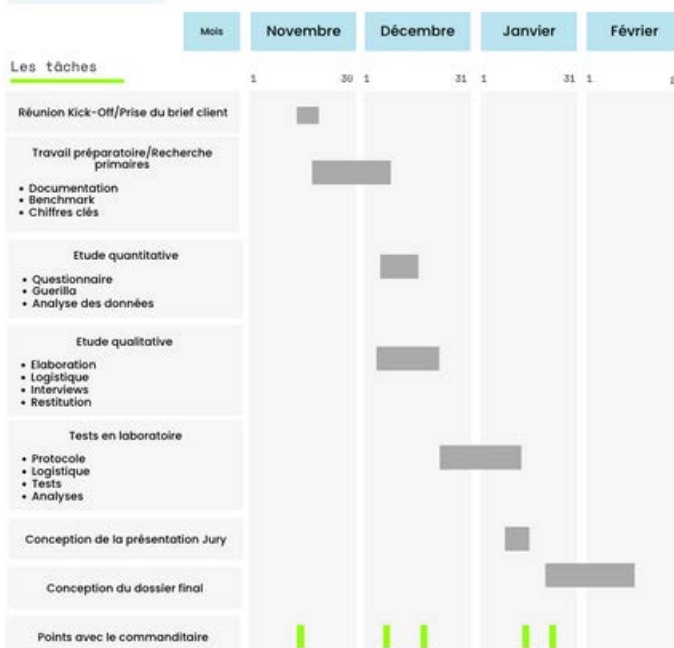 Mois Novembre Décembre Janvier Février
Les tâches
1 30 1 31 1 31 1 2
Réunion Kick-Off/Prise du brief client
Travail préparatoire/Recherche
primaires
• Documentation
• Benchmark
• Chiffres clés
Etude quantitative
• Questionnaire
• Guerilla
• Analyse des données
Etude qualitative
• Elaboration
• Logistique
• Interviews
• Restitution
Tests en laboratoire
• Protocole
• Logistique
• Tests
• Analyses
Conception de la présentation Jury
Conception du dossier final
Points avec le commanditaire